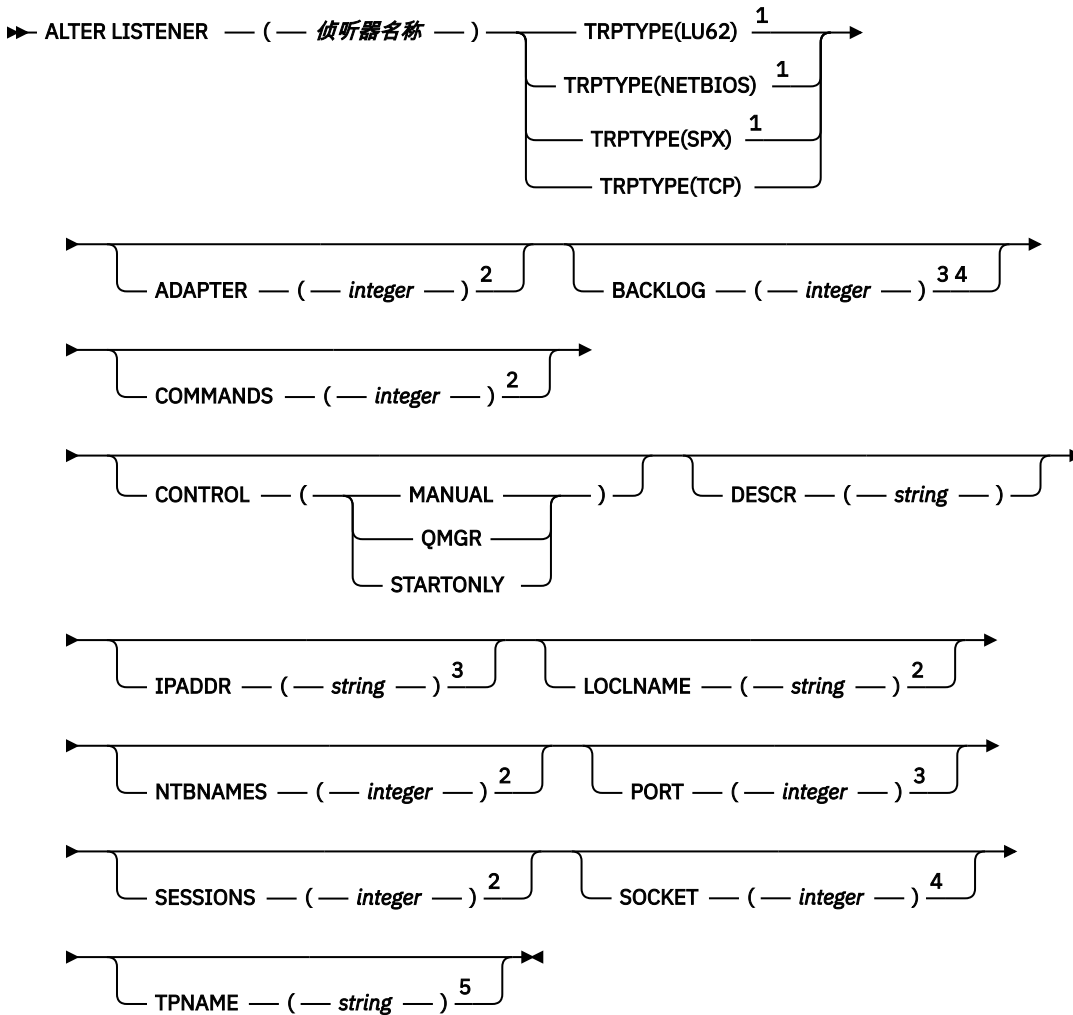 ALTER LISTENER ( 侦听器名称 ) TRPTYPE(LU62) 1
TRPTYPE(NETBIOS) 1
TRPTYPE(SPX) 1
TRPTYPE(TCP)
ADAPTER ( integer ) 2 BACKLOG ( integer ) 3 4
COMMANDS ( integer ) 2
CONTROL ( MANUAL ) DESCR ( string )
QMGR
STARTONLY
IPADDR ( string ) 3 LOCLNAME ( string ) 2
NTBNAMES ( integer ) 2 PORT ( integer ) 3
SESSIONS ( integer ) 2 SOCKET ( integer ) 4
TPNAME ( string ) 5